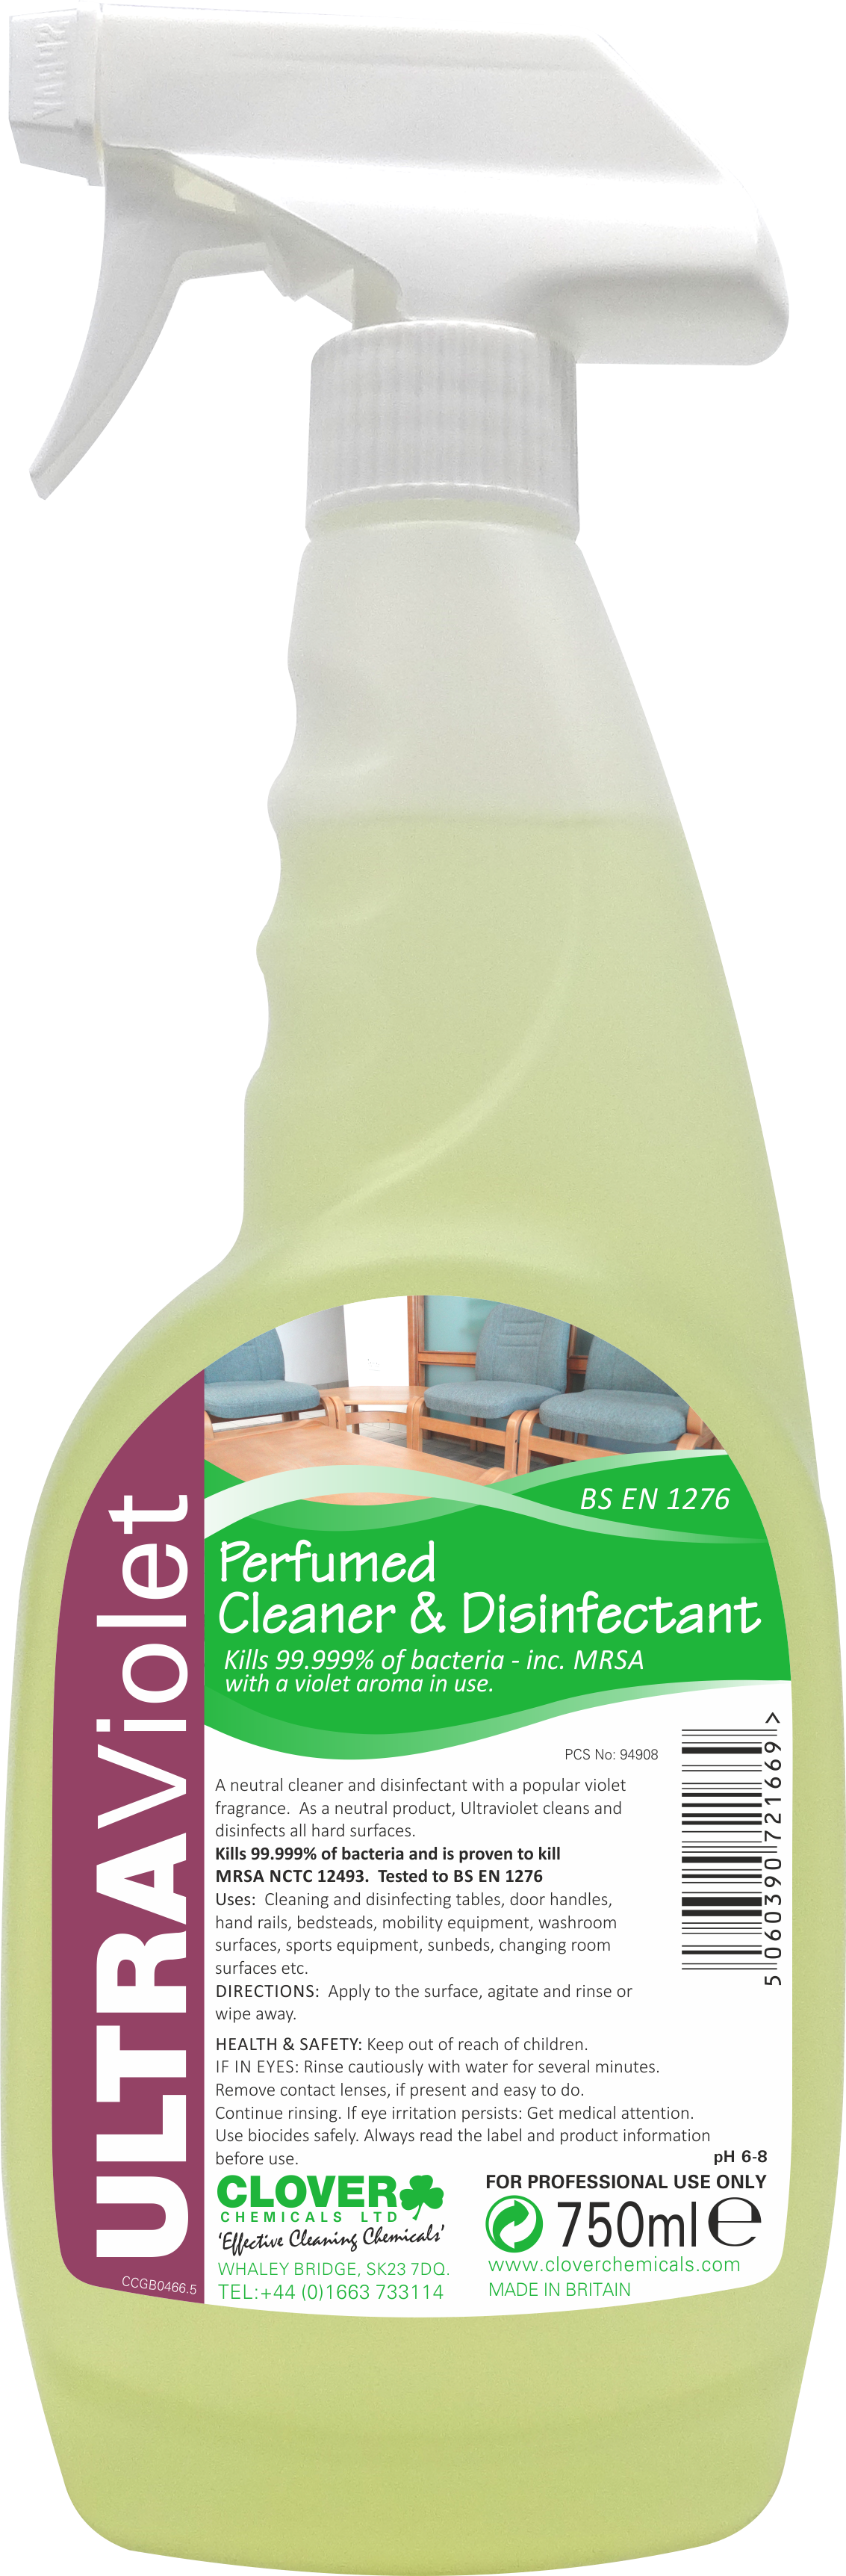 SPRAY
ULTRAViolet
BS EN 1276
Perfumed
Cleaner & Disinfectant
Kills 99.999% of bacteria - inc. MRSA
with a violet aroma in use.
PCS No: 94908
A neutral cleaner and disinfectant with a popular violet
fragrance. As a neutral product, Ultraviolet cleans and
disinfects all hard surfaces.
Kills 99.999% of bacteria and is proven to kill
MRSA NCTC 12493. Tested to BS EN 1276
Uses: Cleaning and disinfecting tables, door handles,
hand rails, bedsteads, mobility equipment, washroom
surfaces, sports equipment, sunbeds, changing room
surfaces etc.
DIRECTIONS: Apply to the surface, agitate and rinse or
wipe away.
HEALTH & SAFETY: Keep out of reach of children.
IF IN EYES: Rinse cautiously with water for several minutes.
Remove contact lenses, if present and easy to do.
Continue rinsing. If eye irritation persists: Get medical attention.
Use biocides safely. Always read the label and product information
before use.
pH 6-8
5 060390 721669 >
CLOVER
CHEMICALS LTD
'Effective Cleaning Chemicals'
WHALEY BRIDGE, SK23 7DQ.
TEL:+44 (0)1663 733114
FOR PROFESSIONAL USE ONLY
750ml e
www.cloverchemicals.com
MADE IN BRITAIN
CCGB0466.5